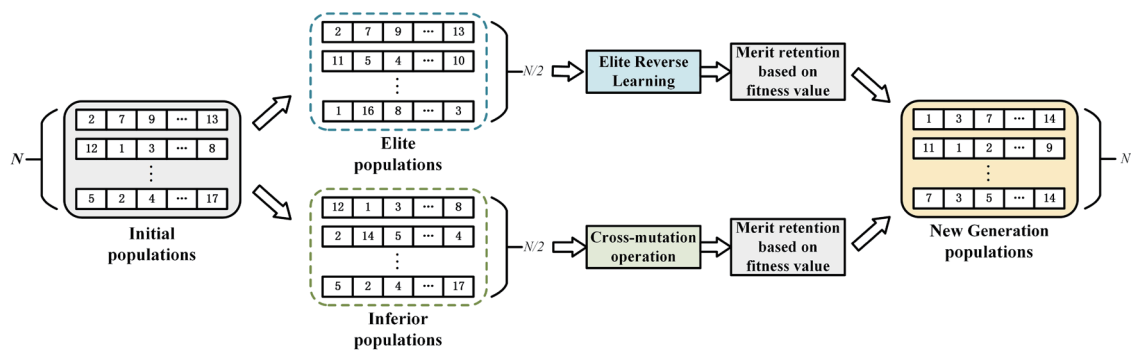 N
2 7 9 ··· 13
12 1 3 ··· 8
⋮
5 2 4 ··· 17
Initial
populations
2 7 9 ··· 13
11 5 4 ··· 10
⋮
1 16 8 ··· 3
N/2
Elite
populations
Elite Reverse
Learning
Merit retention
based on
fitness value
12 1 3 ··· 8
2 14 5 ··· 4
⋮
5 2 4 ··· 17
N/2
Inferior
populations
Cross-mutation
operation
Merit retention
based on
fitness value
1 3 7 ··· 14
11 1 2 ··· 9
⋮
7 3 5 ··· 14
N
New Generation
populations